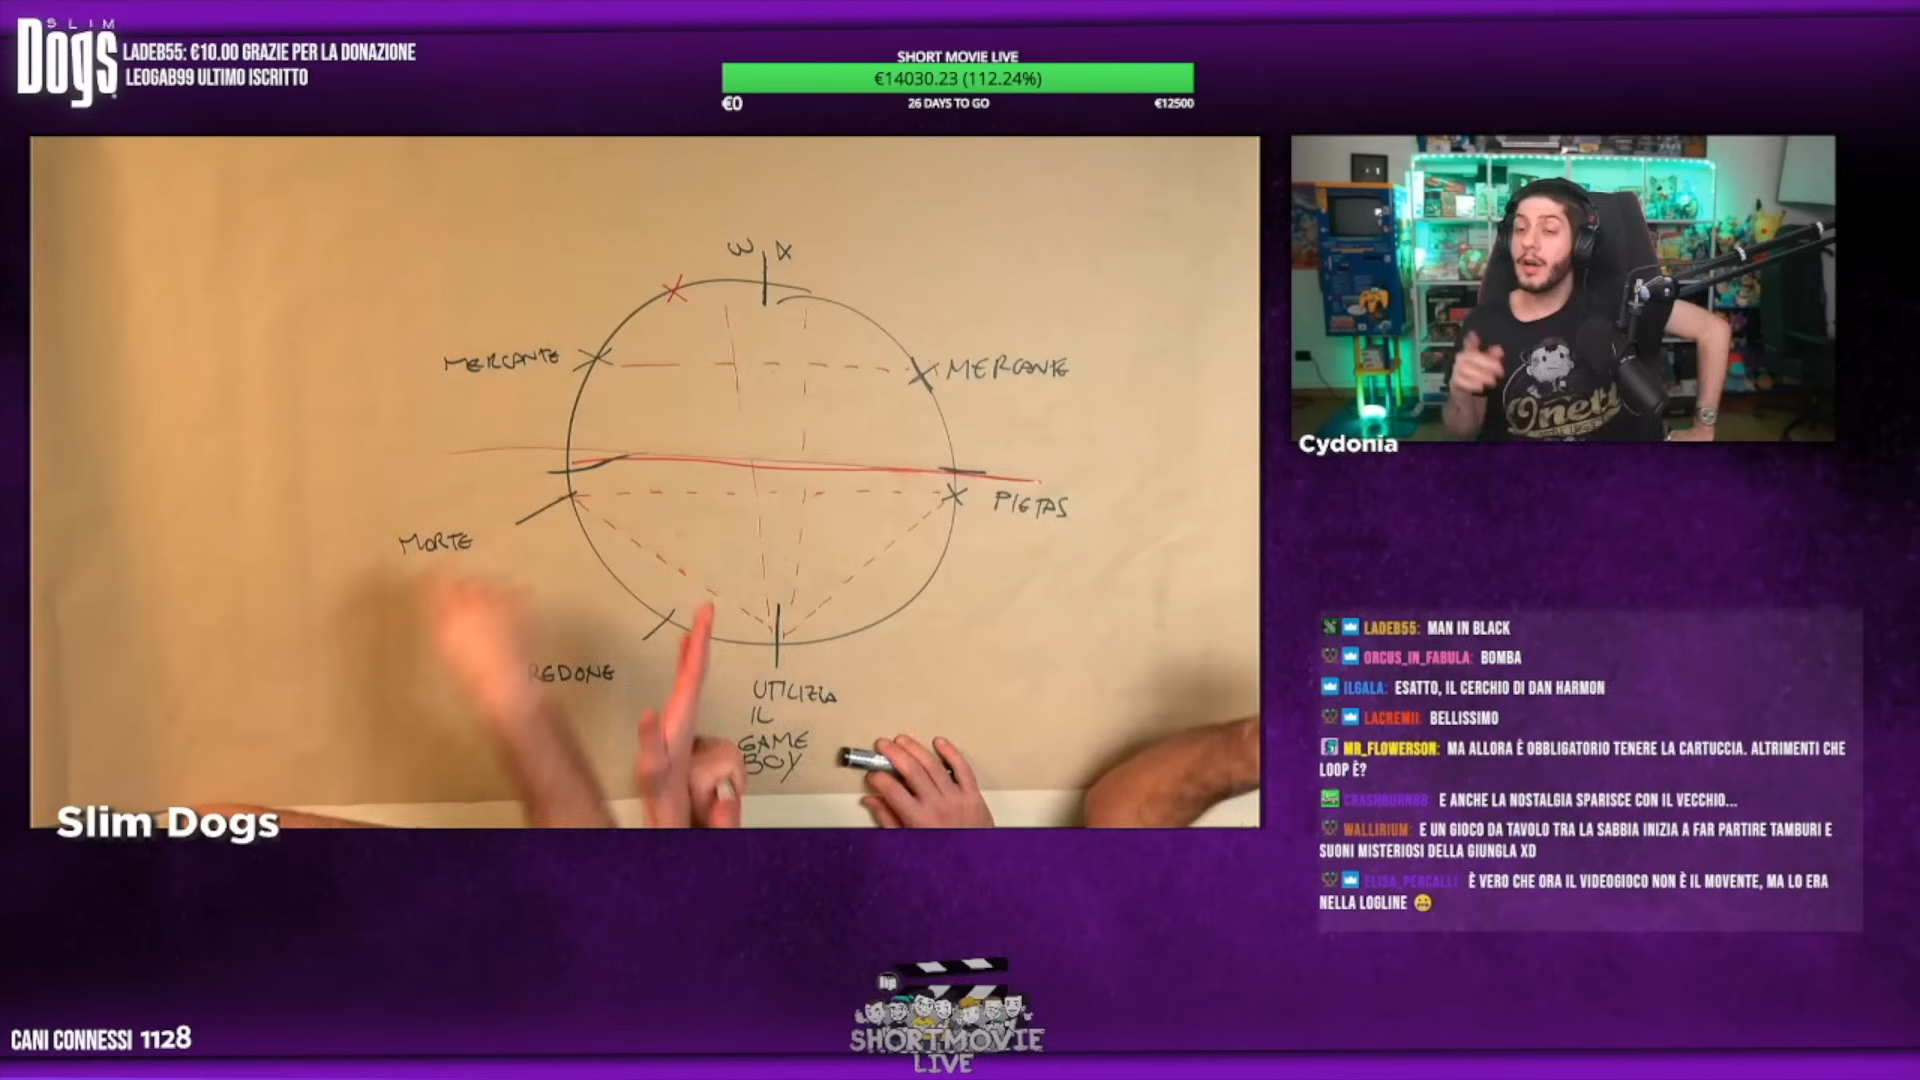 SLIM
Dogs
LADEB55: €10.00 GRAZIE PER LA DONAZIONE
LEOGAB99 ULTIMO ISCRITTO
SHORT MOVIE LIVE
€14030.23 (112.24%)
€0
26 DAYS TO GO
€12500
MERCANTE
MERCANTE
PIETAS
MORTE
REDONE
UTILIZZA
IL
GAME
BOY
Slim Dogs
Onett
Cydonia
LADEB55: MAN IN BLACK
ORCUS_IN_FABULA: BOMBA
ILGALA: ESATTO, IL CERCHIO DI DAN HARMON
LACREMII: BELLISSIMO
MR_FLOWERSON: MA ALLORA È OBBLIGATORIO TENERE LA CARTUCCIA. ALTRIMENTI CHE
LOOP È?
E ANCHE LA NOSTALGIA SPARISCE CON IL VECCHIO...
WALLIRIUM: E UN GIOCO DA TAVOLO TRA LA SABBIA INIZIA A FAR PARTIRE TAMBURI E
SUONI MISTERIOSI DELLA GIUNGLA XD
ELISA_PERCALLI È VERO CHE ORA IL VIDEOGIOCO NON È IL MOVENTE, MA LO ERA
NELLA LOGLINE
CANI CONNESSI 1128
SHORTMOVIE
LIVE